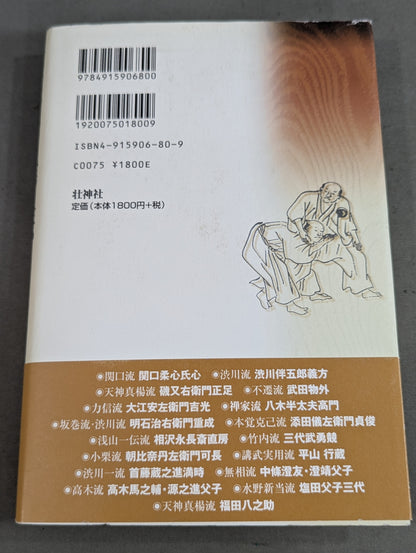 9784915906800
1920075018009
ISBN4-915906-80-9
C0075 ¥1800E
壮神社
定価(本体1800円+税)
◉関口流 関口柔心氏心 ◉渋川流 渋川伴五郎義方
◉天神真楊流 磯又右衛門正足 ◉不遷流 武田物外
◉力信流 大江安左衛門吉光 ◉禅家流 八木半太夫高門
◉坂巻流・渋川流 明石治右衛門重成 ◉本覚克己流 添田儀左衛門貞俊
◉浅山一伝流 相沢永長斎直房 ◉竹内流 三代武勇競
◉小栗流 朝比奈丹左衛門可長 ◉講武実用流 平山 行蔵
◉渋川一流 首藤蔵之進満時 ◉無相流 中條澄友・澄靖父子
◉高木流 高木馬之輔・源之進父子 ◉水野新当流 塩田父子三代
◉天神真楊流 福田八之助